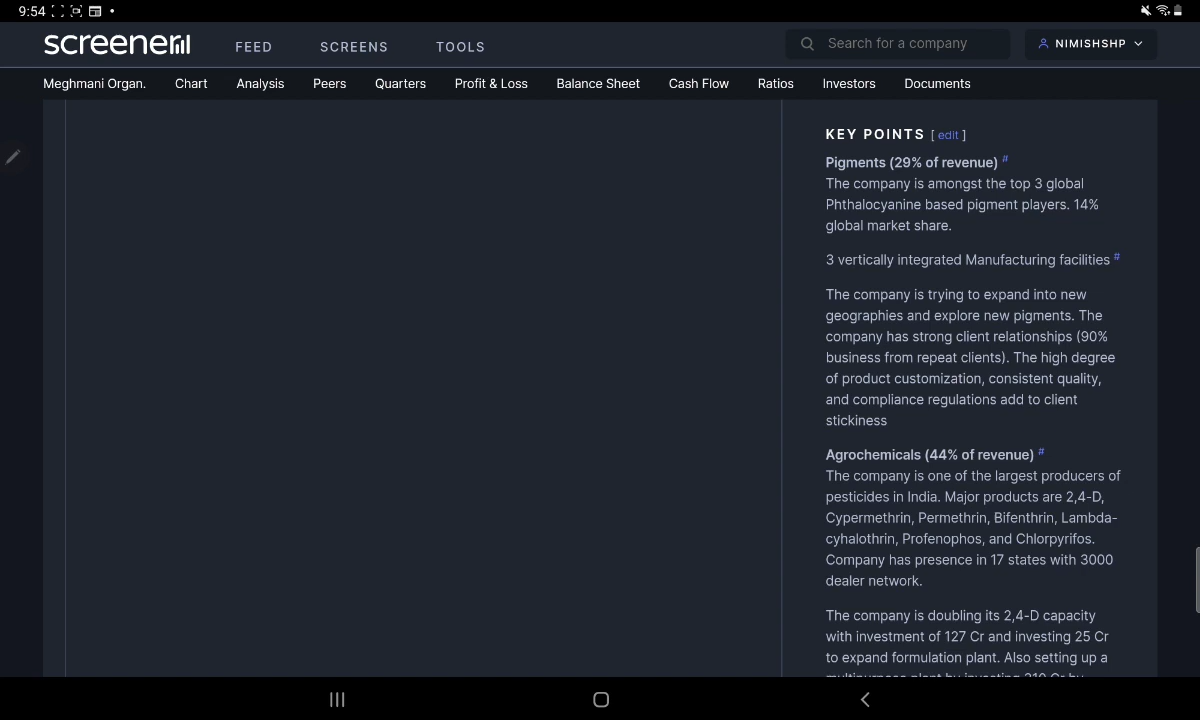 9:54
screener
FEED
SCREENS
TOOLS
Search for a company
NIMISHSHP
Meghmani Organ.
Chart
Analysis
Peers
Quarters
Profit & Loss
Balance Sheet
Cash Flow
Ratios
Investors
Documents
KEY POINTS [ edit ]
Pigments (29% of revenue) #
The company is amongst the top 3 global
Phthalocyanine based pigment players. 14%
global market share.
3 vertically integrated Manufacturing facilities #
The company is trying to expand into new
geographies and explore new pigments. The
company has strong client relationships (90%
business from repeat clients). The high degree
of product customization, consistent quality,
and compliance regulations add to client
stickiness
Agrochemicals (44% of revenue) #
The company is one of the largest producers of
pesticides in India. Major products are 2,4-D,
Cypermethrin, Permethrin, Bifenthrin, Lambda-
cyhalothrin, Profenophos, and Chlorpyrifos.
Company has presence in 17 states with 3000
dealer network.
The company is doubling its 2,4-D capacity
with investment of 127 Cr and investing 25 Cr
to expand formulation plant. Also setting up a
multipurpose plant by investing 310 Cr by